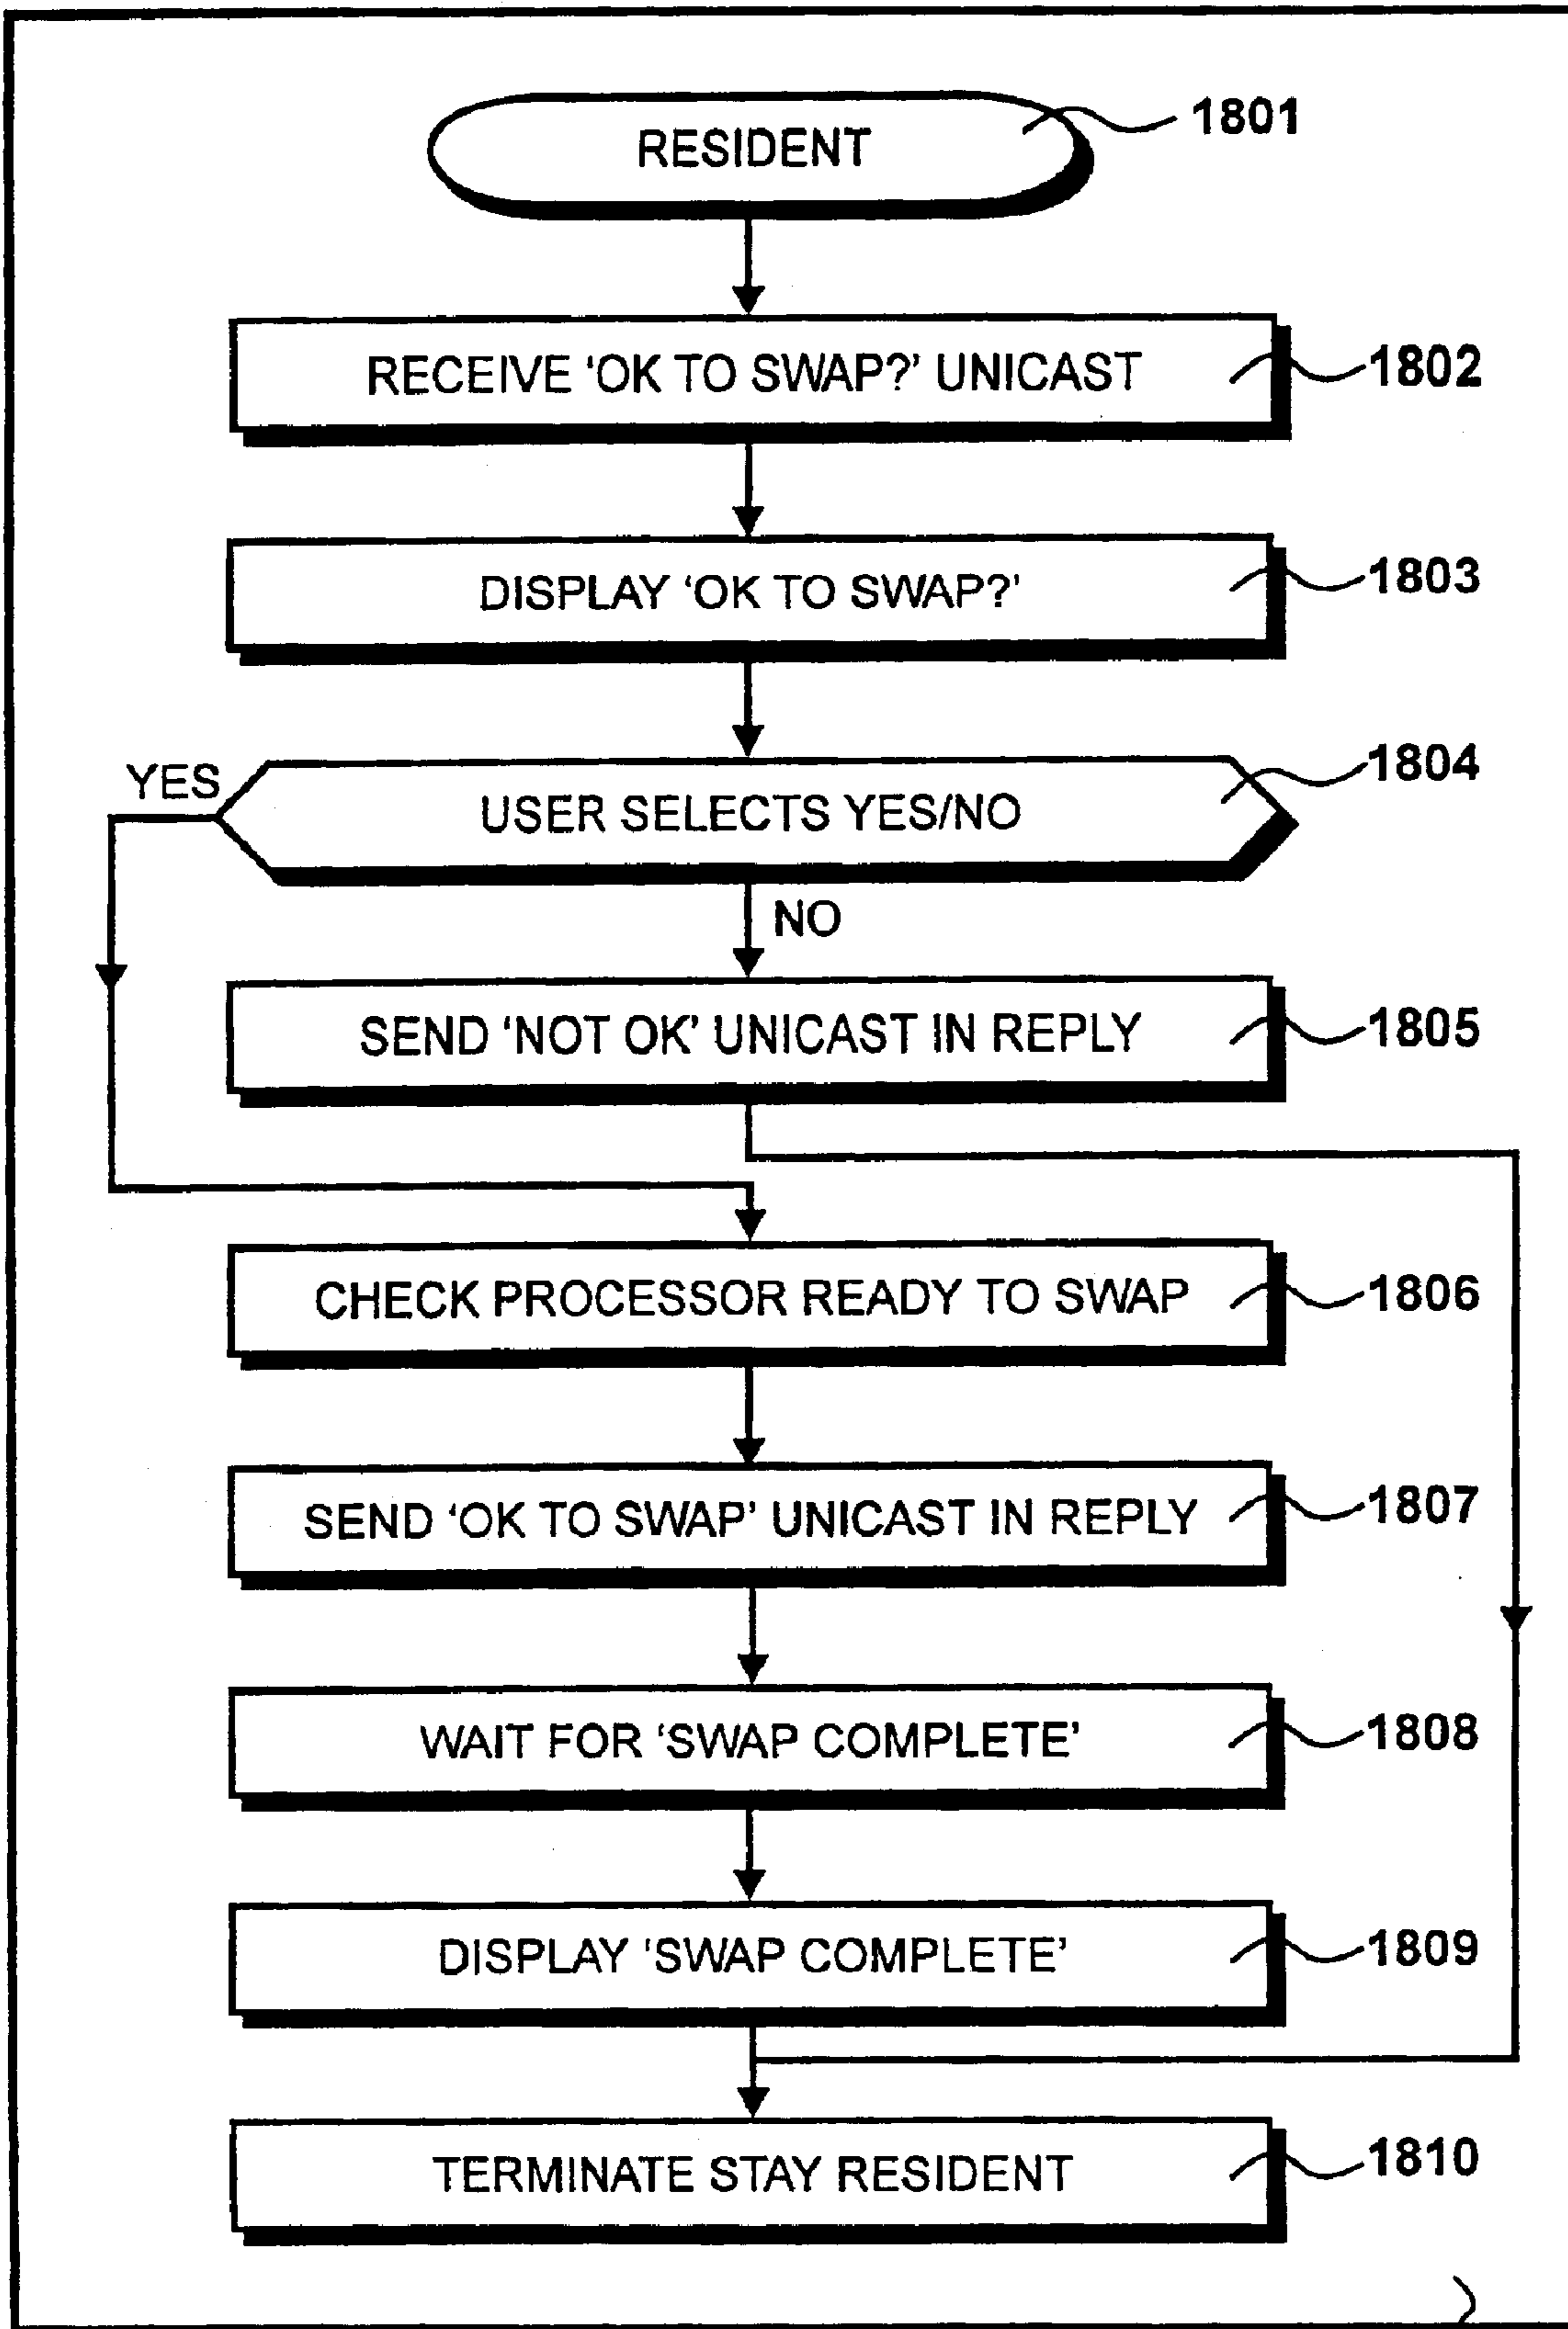 RESIDENT 1801
RECEIVE 'OK TO SWAP?' UNICAST 1802
DISPLAY 'OK TO SWAP?' 1803
YES
USER SELECTS YES/NO 1804
NO
SEND 'NOT OK' UNICAST IN REPLY 1805
CHECK PROCESSOR READY TO SWAP 1806
SEND 'OK TO SWAP' UNICAST IN REPLY 1807
WAIT FOR 'SWAP COMPLETE' 1808
DISPLAY 'SWAP COMPLETE' 1809
TERMINATE STAY RESIDENT 1810